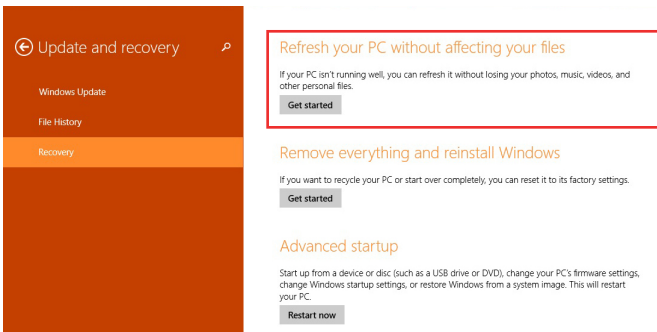 Update and recovery
Windows Update
File History
Recovery
Refresh your PC without affecting your files
If your PC isn't running well, you can refresh it without losing your photos, music, videos, and
other personal files.
Get started
Remove everything and reinstall Windows
If you want to recycle your PC or start over completely, you can reset it to its factory settings.
Get started
Advanced startup
Start up from a device or disc (such as a USB drive or DVD), change your PC's firmware settings,
change Windows startup settings, or restore Windows from a system image. This will restart
your PC.
Restart now